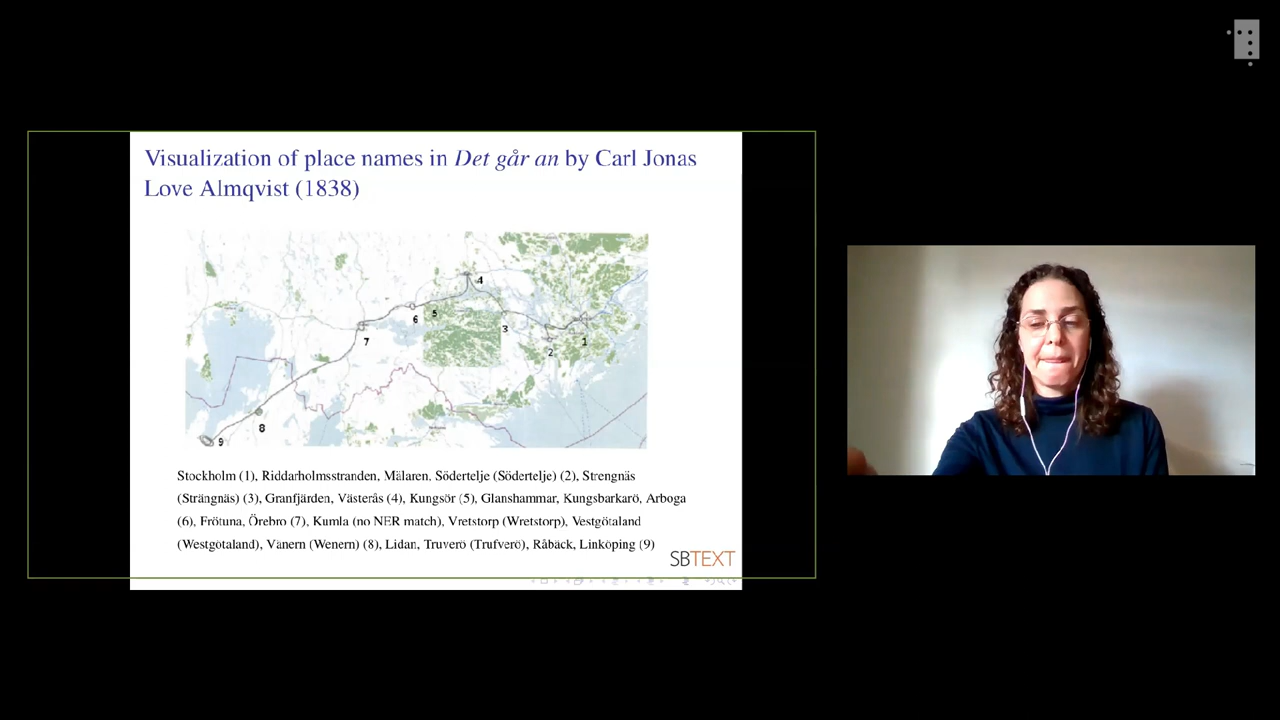 Visualization of place names in Det går an by Carl Jonas
Love Almqvist (1838)
4
5
6
3
7
1
2
8
9
Stockholm (1), Riddarholmsstranden, Mälaren, Södertelje (Södertelje) (2), Strengnäs
(Strängnäs) (3), Granfjärden, Västerås (4), Kungsör (5), Glanshammar, Kungsbarkarö, Arboga
(6), Frötuna, Örebro (7), Kumla (no NER match), Vretstorp (Wretstorp), Vestgötaland
(Westgötaland), Vänern (Wenern) (8), Lidan, Truverö (Trufverö), Råbäck, Linköping (9)
SBTEXT